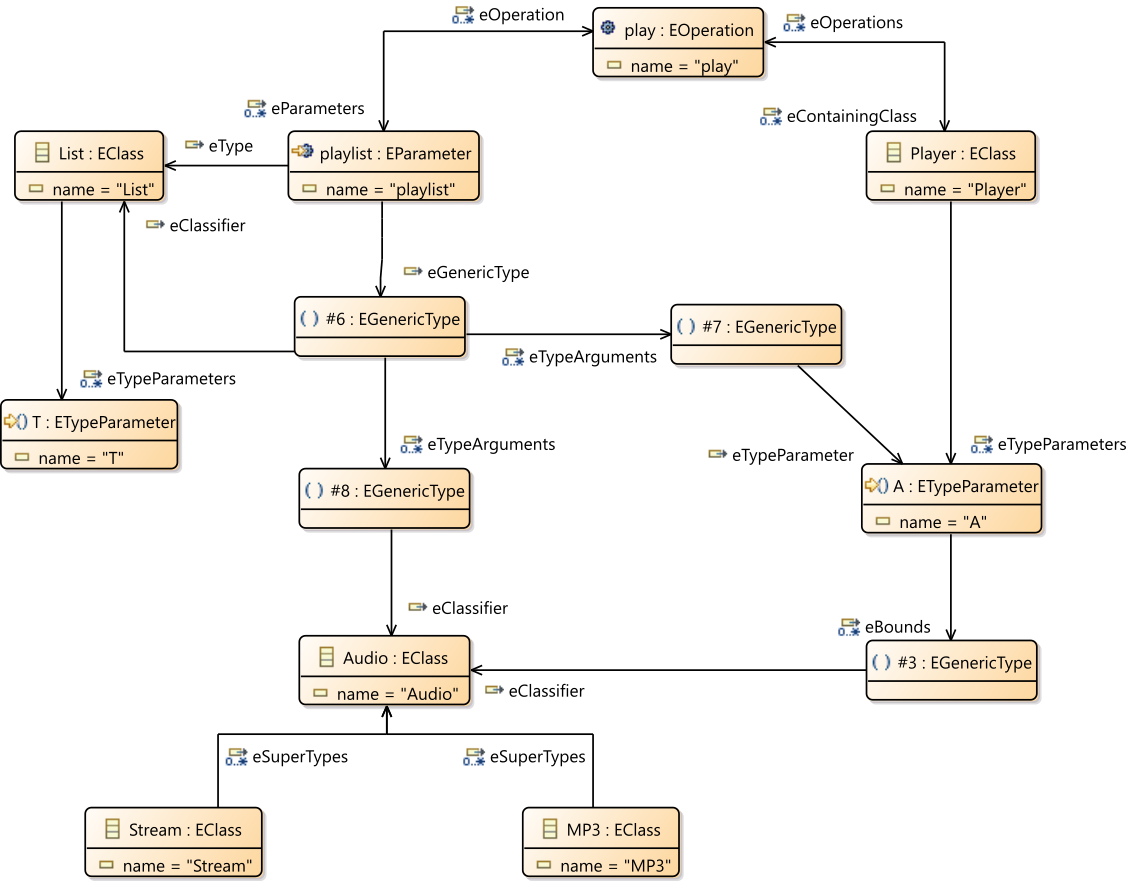 eOperation
play : EOperation
name = "play"
0..* eOperations
eParameters
eContainingClass
List : EClass
name = "List"
eType
playlist : EParameter
name = "playlist"
Player : EClass
name = "Player"
eClassifier
eGenericType
#6 : EGenericType
#7 : EGenericType
eTypeArguments
eTypeParameters
T : ETypeParameter
name = "T"
eTypeArguments
eTypeParameter
eTypeParameters
#8 : EGenericType
A : ETypeParameter
name = "A"
eClassifier
eBounds
Audio : EClass
name = "Audio"
#3 : EGenericType
eClassifier
eSuperTypes
eSuperTypes
Stream : EClass
name = "Stream"
MP3 : EClass
name = "MP3"